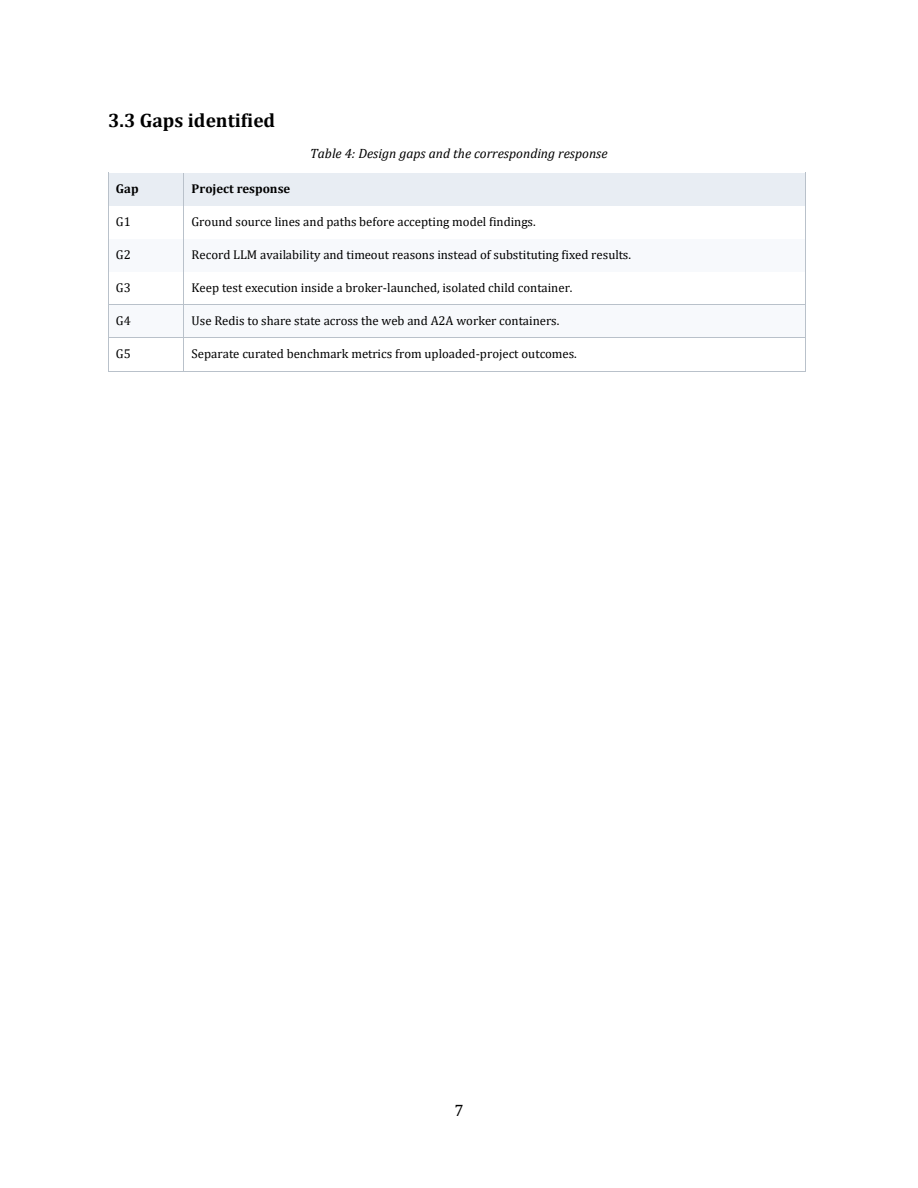 3.3 Gaps identified
Table 4: Design gaps and the corresponding response
Gap Project response
G1 Ground source lines and paths before accepting model findings.
G2 Record LLM availability and timeout reasons instead of substituting fixed results.
G3 Keep test execution inside a broker-launched, isolated child container.
G4 Use Redis to share state across the web and A2A worker containers.
G5 Separate curated benchmark metrics from uploaded-project outcomes.
7